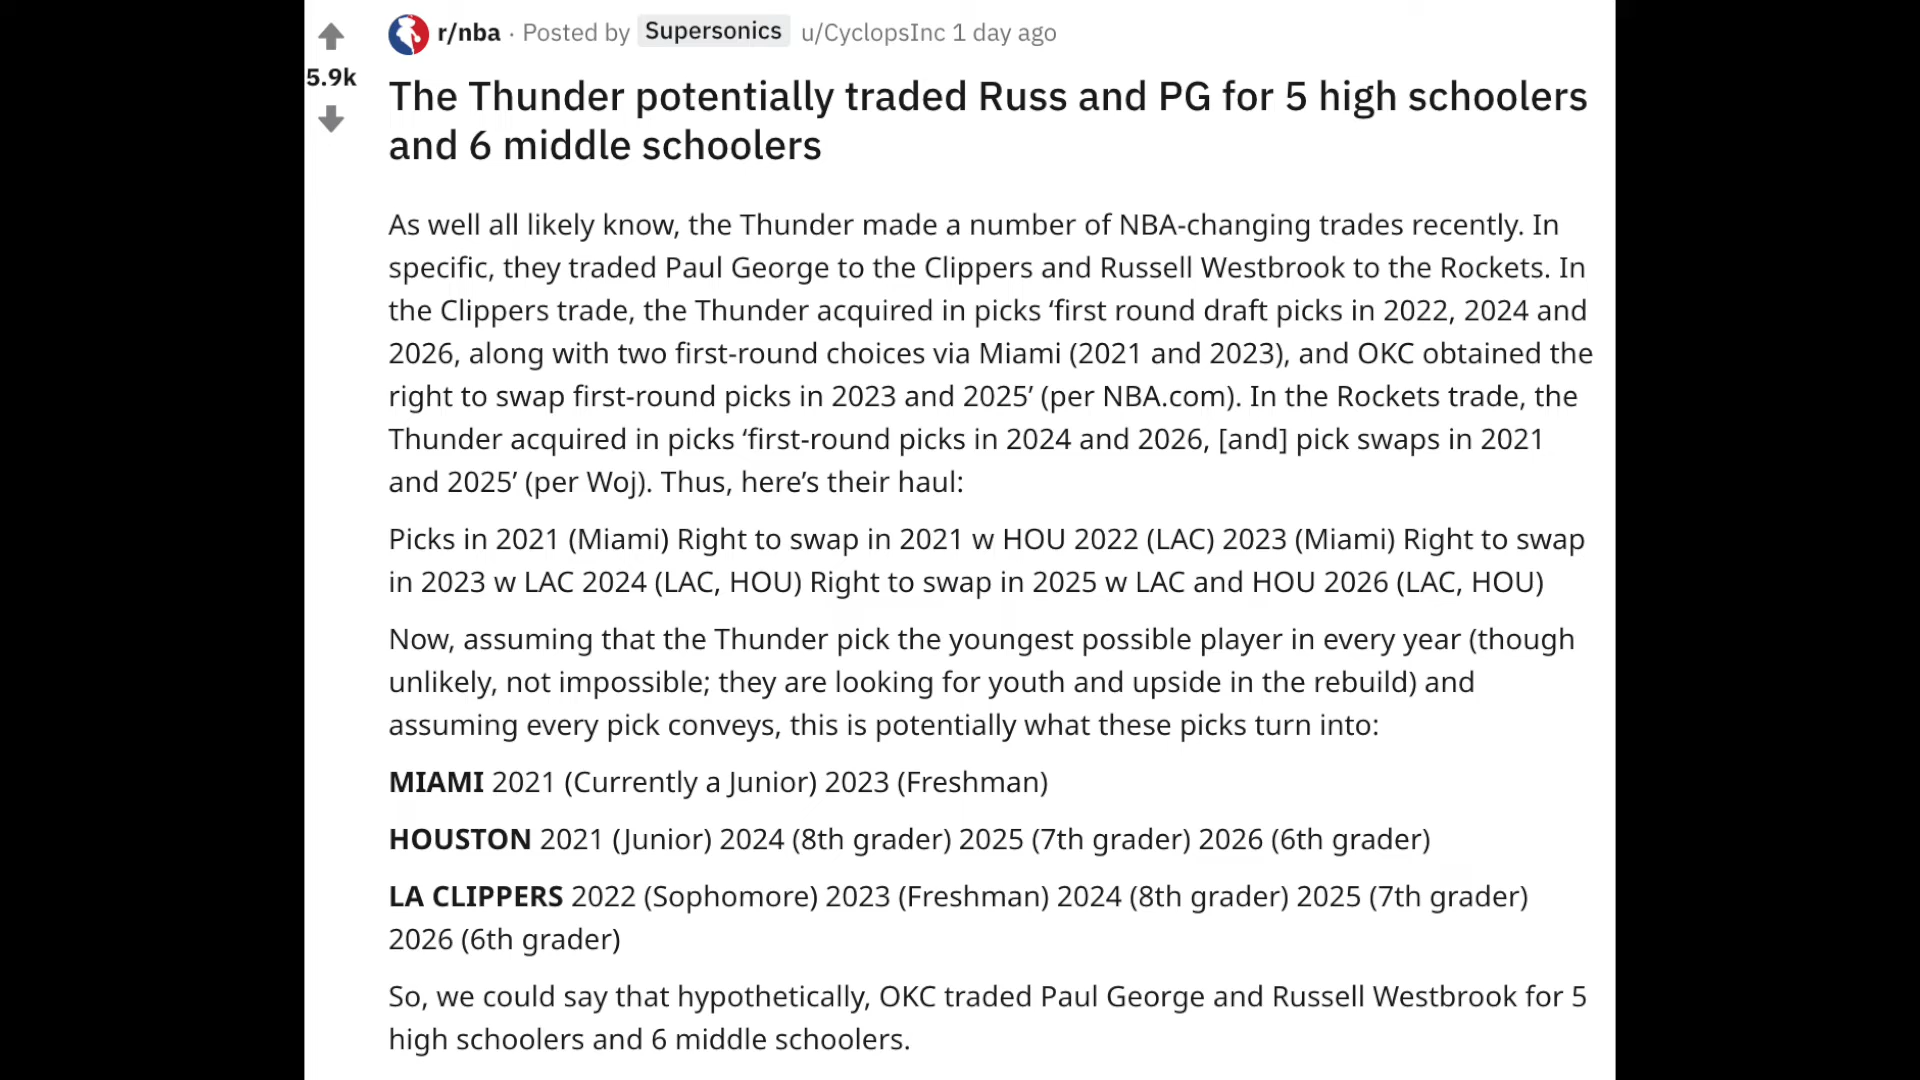 r/nba · Posted by Supersonics u/CyclopsInc 1 day ago
5.9k
The Thunder potentially traded Russ and PG for 5 high schoolers
and 6 middle schoolers
As well all likely know, the Thunder made a number of NBA-changing trades recently. In
specific, they traded Paul George to the Clippers and Russell Westbrook to the Rockets. In
the Clippers trade, the Thunder acquired in picks ‘first round draft picks in 2022, 2024 and
2026, along with two first-round choices via Miami (2021 and 2023), and OKC obtained the
right to swap first-round picks in 2023 and 2025’ (per NBA.com). In the Rockets trade, the
Thunder acquired in picks ‘first-round picks in 2024 and 2026, [and] pick swaps in 2021
and 2025’ (per Woj). Thus, here’s their haul:
Picks in 2021 (Miami) Right to swap in 2021 w HOU 2022 (LAC) 2023 (Miami) Right to swap
in 2023 w LAC 2024 (LAC, HOU) Right to swap in 2025 w LAC and HOU 2026 (LAC, HOU)
Now, assuming that the Thunder pick the youngest possible player in every year (though
unlikely, not impossible; they are looking for youth and upside in the rebuild) and
assuming every pick conveys, this is potentially what these picks turn into:
MIAMI 2021 (Currently a Junior) 2023 (Freshman)
HOUSTON 2021 (Junior) 2024 (8th grader) 2025 (7th grader) 2026 (6th grader)
LA CLIPPERS 2022 (Sophomore) 2023 (Freshman) 2024 (8th grader) 2025 (7th grader)
2026 (6th grader)
So, we could say that hypothetically, OKC traded Paul George and Russell Westbrook for 5
high schoolers and 6 middle schoolers.